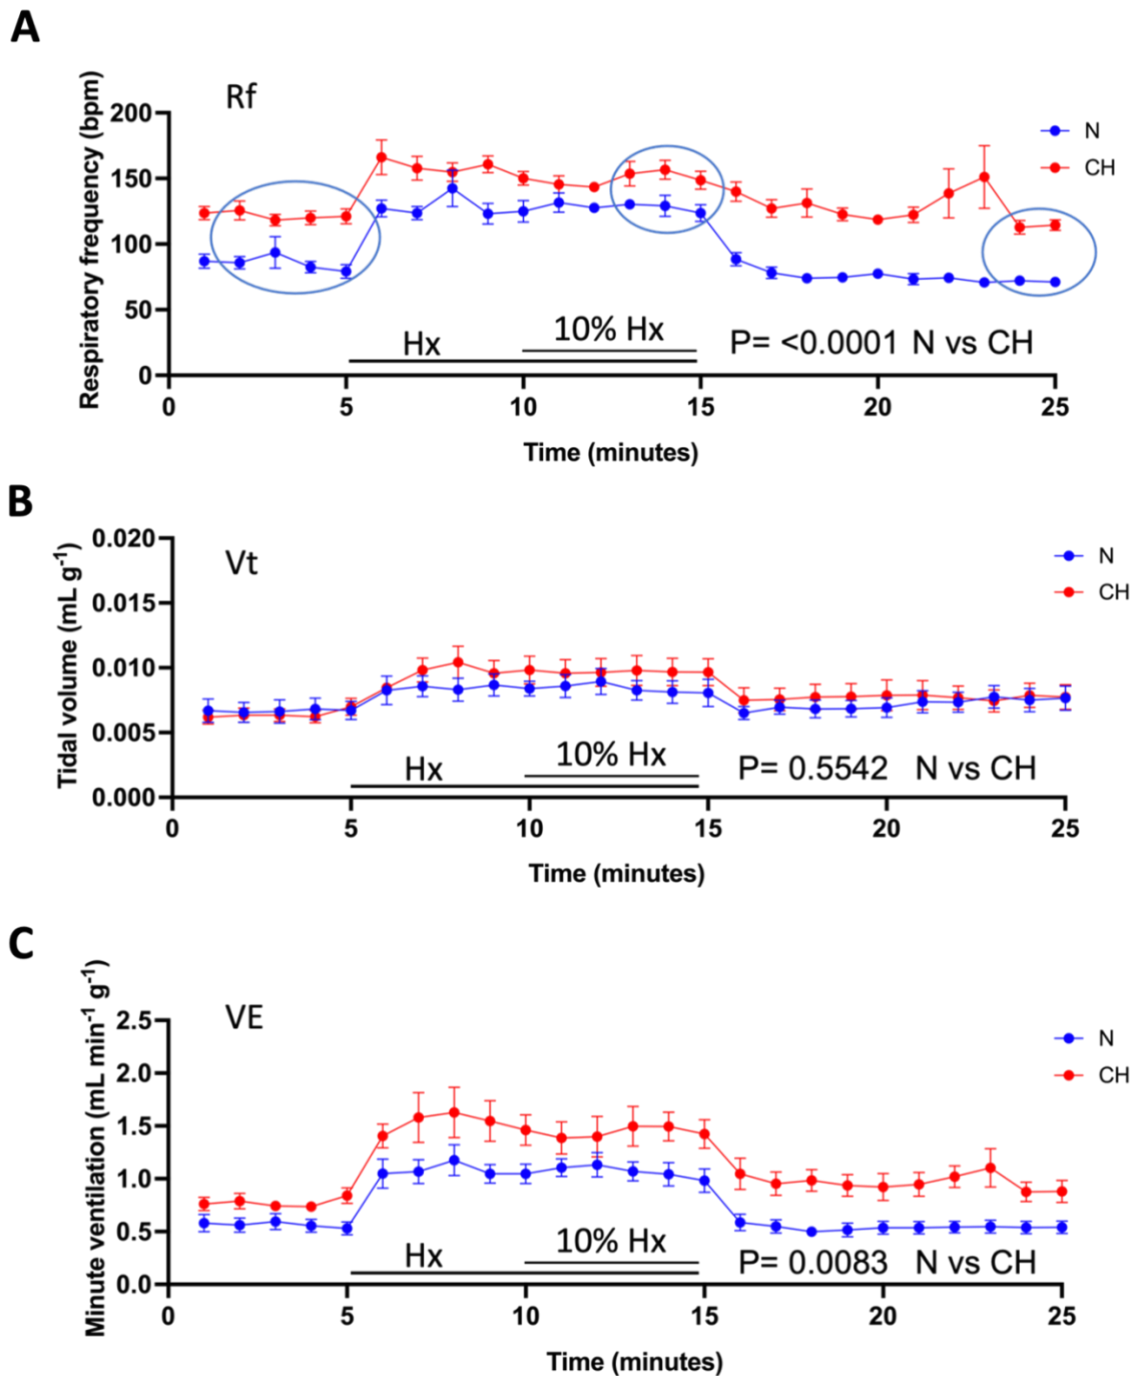 A
Rf
Respiratory frequency (bpm)
200
150
100
50
0
N
CH
Hx
10% Hx
P= <0.0001 N vs CH
0 5 10 15 20 25
Time (minutes)
B
Vt
Tidal volume (mL g-1)
0.020
0.015
0.010
0.005
0.000
N
CH
Hx
10% Hx
P= 0.5542 N vs CH
0 5 10 15 20 25
Time (minutes)
C
VE
Minute ventilation (mL min-1 g-1)
2.5
2.0
1.5
1.0
0.5
0.0
N
CH
Hx
10% Hx
P= 0.0083 N vs CH
0 5 10 15 20 25
Time (minutes)